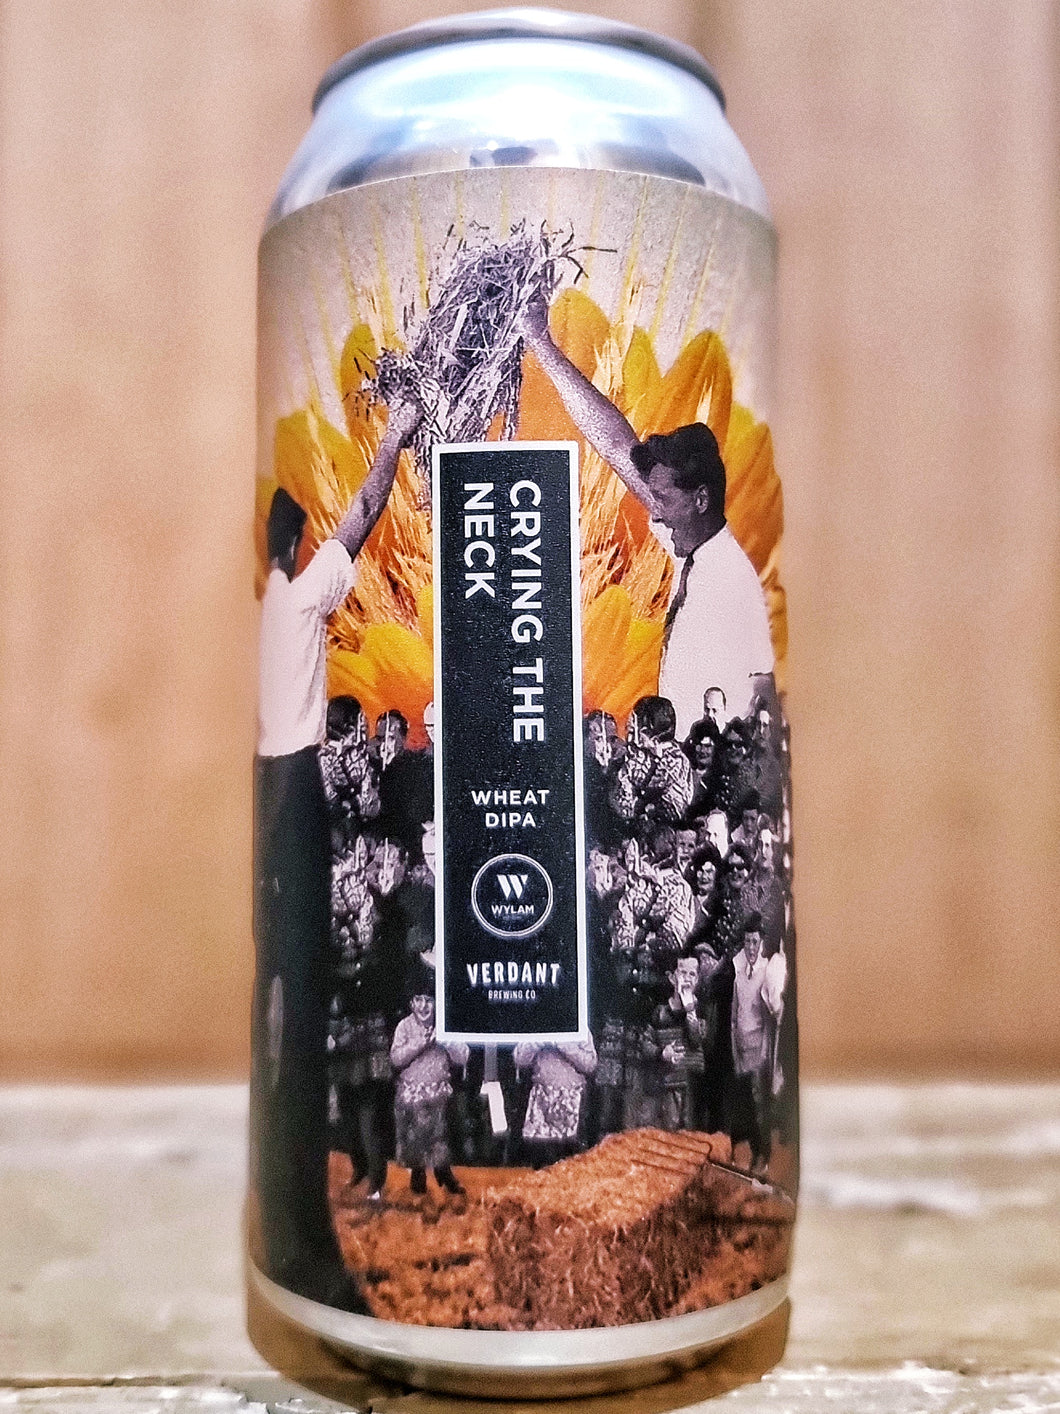 CRYING THE
NECK
WHEAT
DIPA
W
WYLAM
VERDANT
BREWING CO